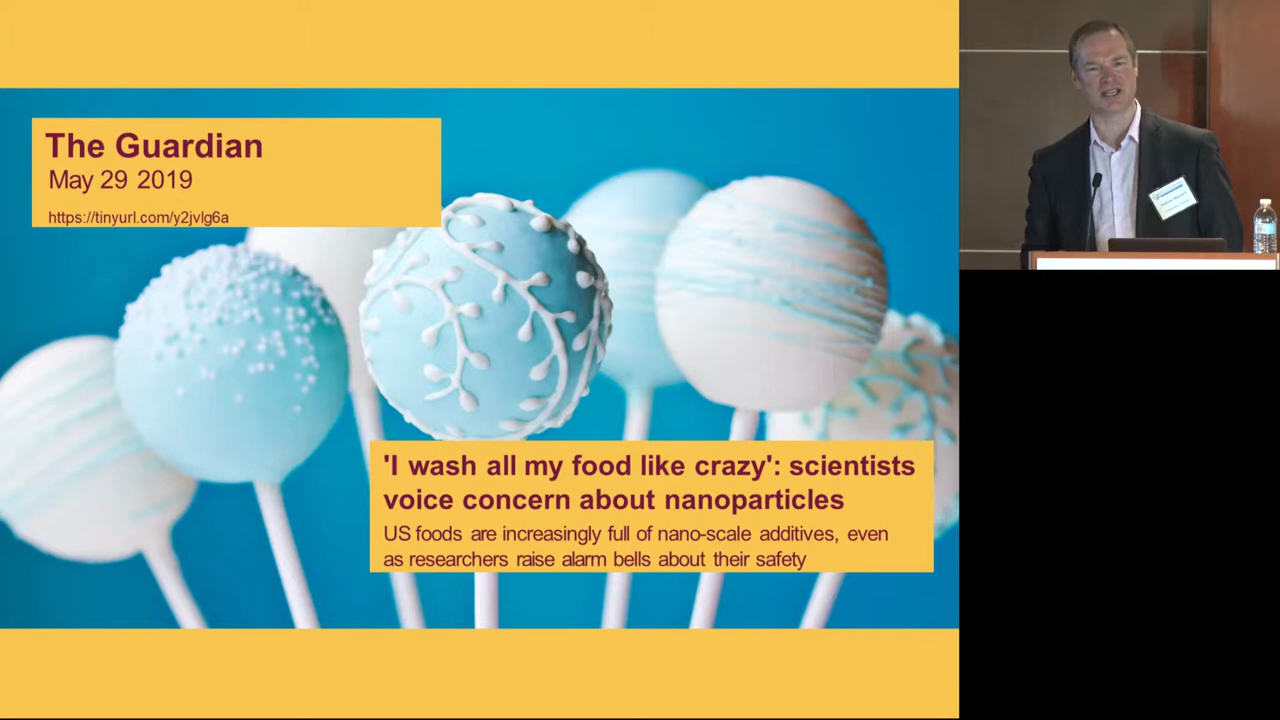 The Guardian
May 29 2019
https://tinyurl.com/y2jvlg6a
'I wash all my food like crazy': scientists
voice concern about nanoparticles
US foods are increasingly full of nano-scale additives, even
as researchers raise alarm bells about their safety